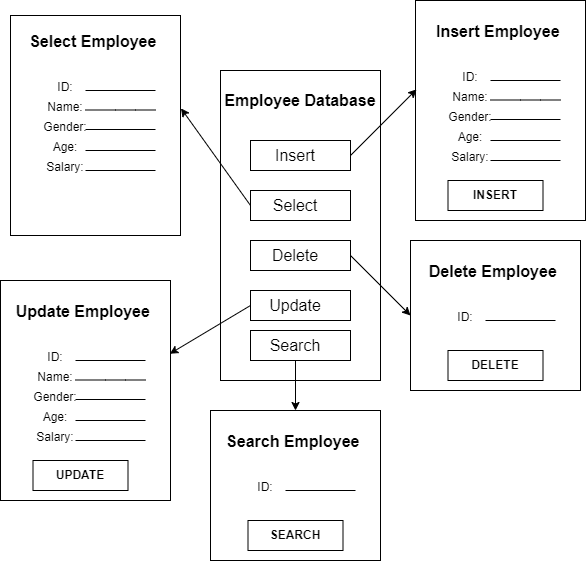 Select Employee
ID:
Name:
Gender:
Age:
Salary:
Employee Database
Insert
Select
Delete
Update
Search
Insert Employee
ID:
Name:
Gender:
Age:
Salary:
INSERT
Delete Employee
ID:
DELETE
Update Employee
ID:
Name:
Gender:
Age:
Salary:
UPDATE
Search Employee
ID:
SEARCH